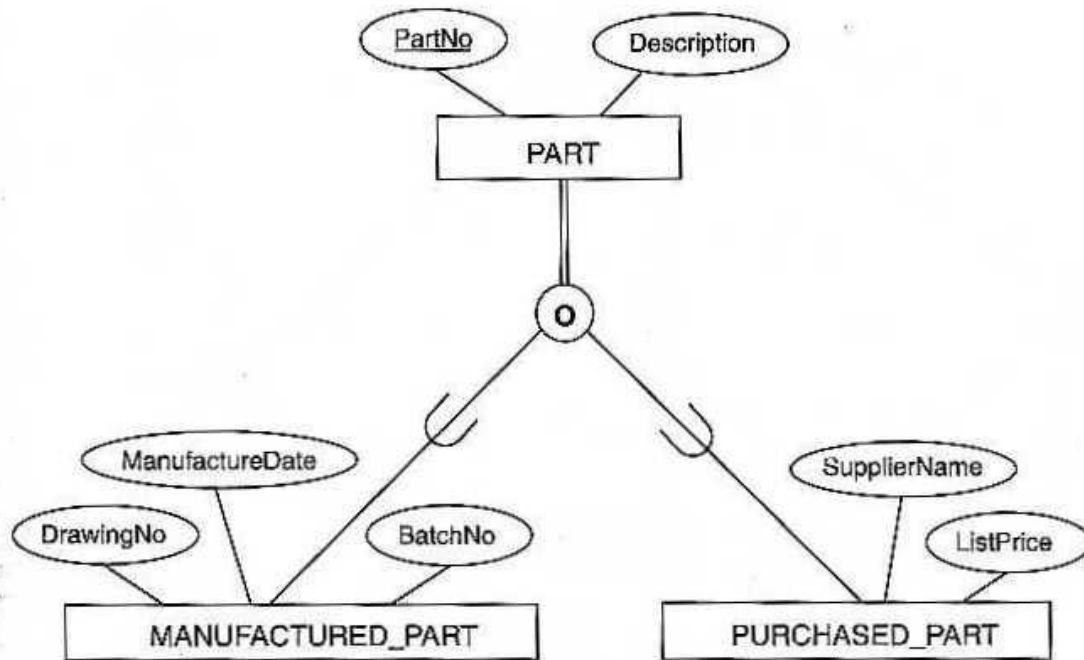 PartNo
Description
PART
O
ManufactureDate
SupplierName
DrawingNo
BatchNo
ListPrice
MANUFACTURED_PART
PURCHASED_PART